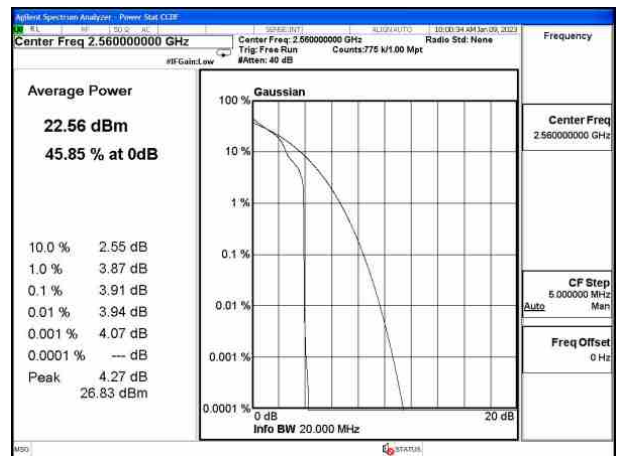 Agilent Spectrum Analyzer - Power Stat CCDF
RL RF 50 Ω AC SENSE:INT ALIGN AUTO 10:00:34 AM Jan 09, 2023
Center Freq 2.560000000 GHz
Center Freq: 2.560000000 GHz Radio Std: None
Trig: Free Run Counts:775 k/1.00 Mpt
#IFGain:Low #Atten: 40 dB
Frequency
Average Power
22.56 dBm
45.85 % at 0dB
10.0 % 2.55 dB
1.0 % 3.87 dB
0.1 % 3.91 dB
0.01 % 3.94 dB
0.001 % 4.07 dB
0.0001 % --- dB
Peak 4.27 dB
26.83 dBm
Gaussian
100 %
10 %
1 %
0.1 %
0.01 %
0.001 %
0.0001 %
0 dB 20 dB
Info BW 20.000 MHz
Center Freq
2.560000000 GHz
CF Step
5.000000 MHz
Auto Man
Freq Offset
0 Hz
MSG STATUS